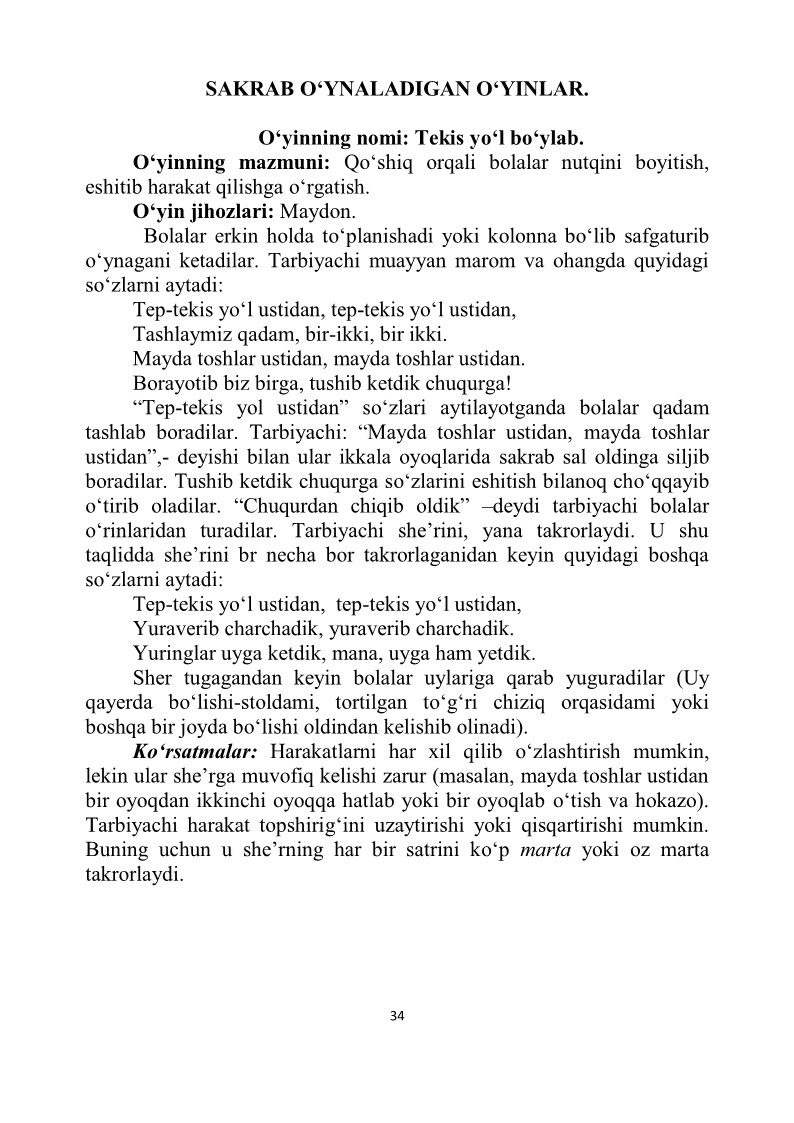 SAKRAB O‘YNALADIGAN O‘YINLAR.
O‘yinning nomi: Tekis yo‘l bo‘ylab.
O‘yinning mazmuni: Qo‘shiq orqali bolalar nutqini boyitish,
eshitib harakat qilishga o‘rgatish.
O‘yin jihozlari: Maydon.
Bolalar erkin holda to‘planishadi yoki kolonna bo‘lib safgaturib
o‘ynagani ketadilar. Tarbiyachi muayyan marom va ohangda quyidagi
so‘zlarni aytadi:
Tep-tekis yo‘l ustidan, tep-tekis yo‘l ustidan,
Tashlaymiz qadam, bir-ikki, bir ikki.
Mayda toshlar ustidan, mayda toshlar ustidan.
Borayotib biz birga, tushib ketdik chuqurga!
“Tep-tekis yol ustidan” so‘zlari aytilayotganda bolalar qadam
tashlab boradilar. Tarbiyachi: “Mayda toshlar ustidan, mayda toshlar
ustidan”,- deyishi bilan ular ikkala oyoqlarida sakrab sal oldinga siljib
boradilar. Tushib ketdik chuqurga so‘zlarini eshitish bilanoq cho‘qqayib
o‘tirib oladilar. “Chuqurdan chiqib oldik” –deydi tarbiyachi bolalar
o‘rinlaridan turadilar. Tarbiyachi she’rini, yana takrorlaydi. U shu
taqlidda she’rini br necha bor takrorlaganidan keyin quyidagi boshqa
so‘zlarni aytadi:
Tep-tekis yo‘l ustidan, tep-tekis yo‘l ustidan,
Yuraverib charchadik, yuraverib charchadik.
Yuringlar uyga ketdik, mana, uyga ham yetdik.
Sher tugagandan keyin bolalar uylariga qarab yuguradilar (Uy
qayerda bo‘lishi-stoldami, tortilgan to‘g‘ri chiziq orqasidami yoki
boshqa bir joyda bo‘lishi oldindan kelishib olinadi).
Ko‘rsatmalar: Harakatlarni har xil qilib o‘zlashtirish mumkin,
lekin ular she’rga muvofiq kelishi zarur (masalan, mayda toshlar ustidan
bir oyoqdan ikkinchi oyoqqa hatlab yoki bir oyoqlab o‘tish va hokazo).
Tarbiyachi harakat topshirig‘ini uzaytirishi yoki qisqartirishi mumkin.
Buning uchun u she’rning har bir satrini ko‘p marta yoki oz marta
takrorlaydi.
34